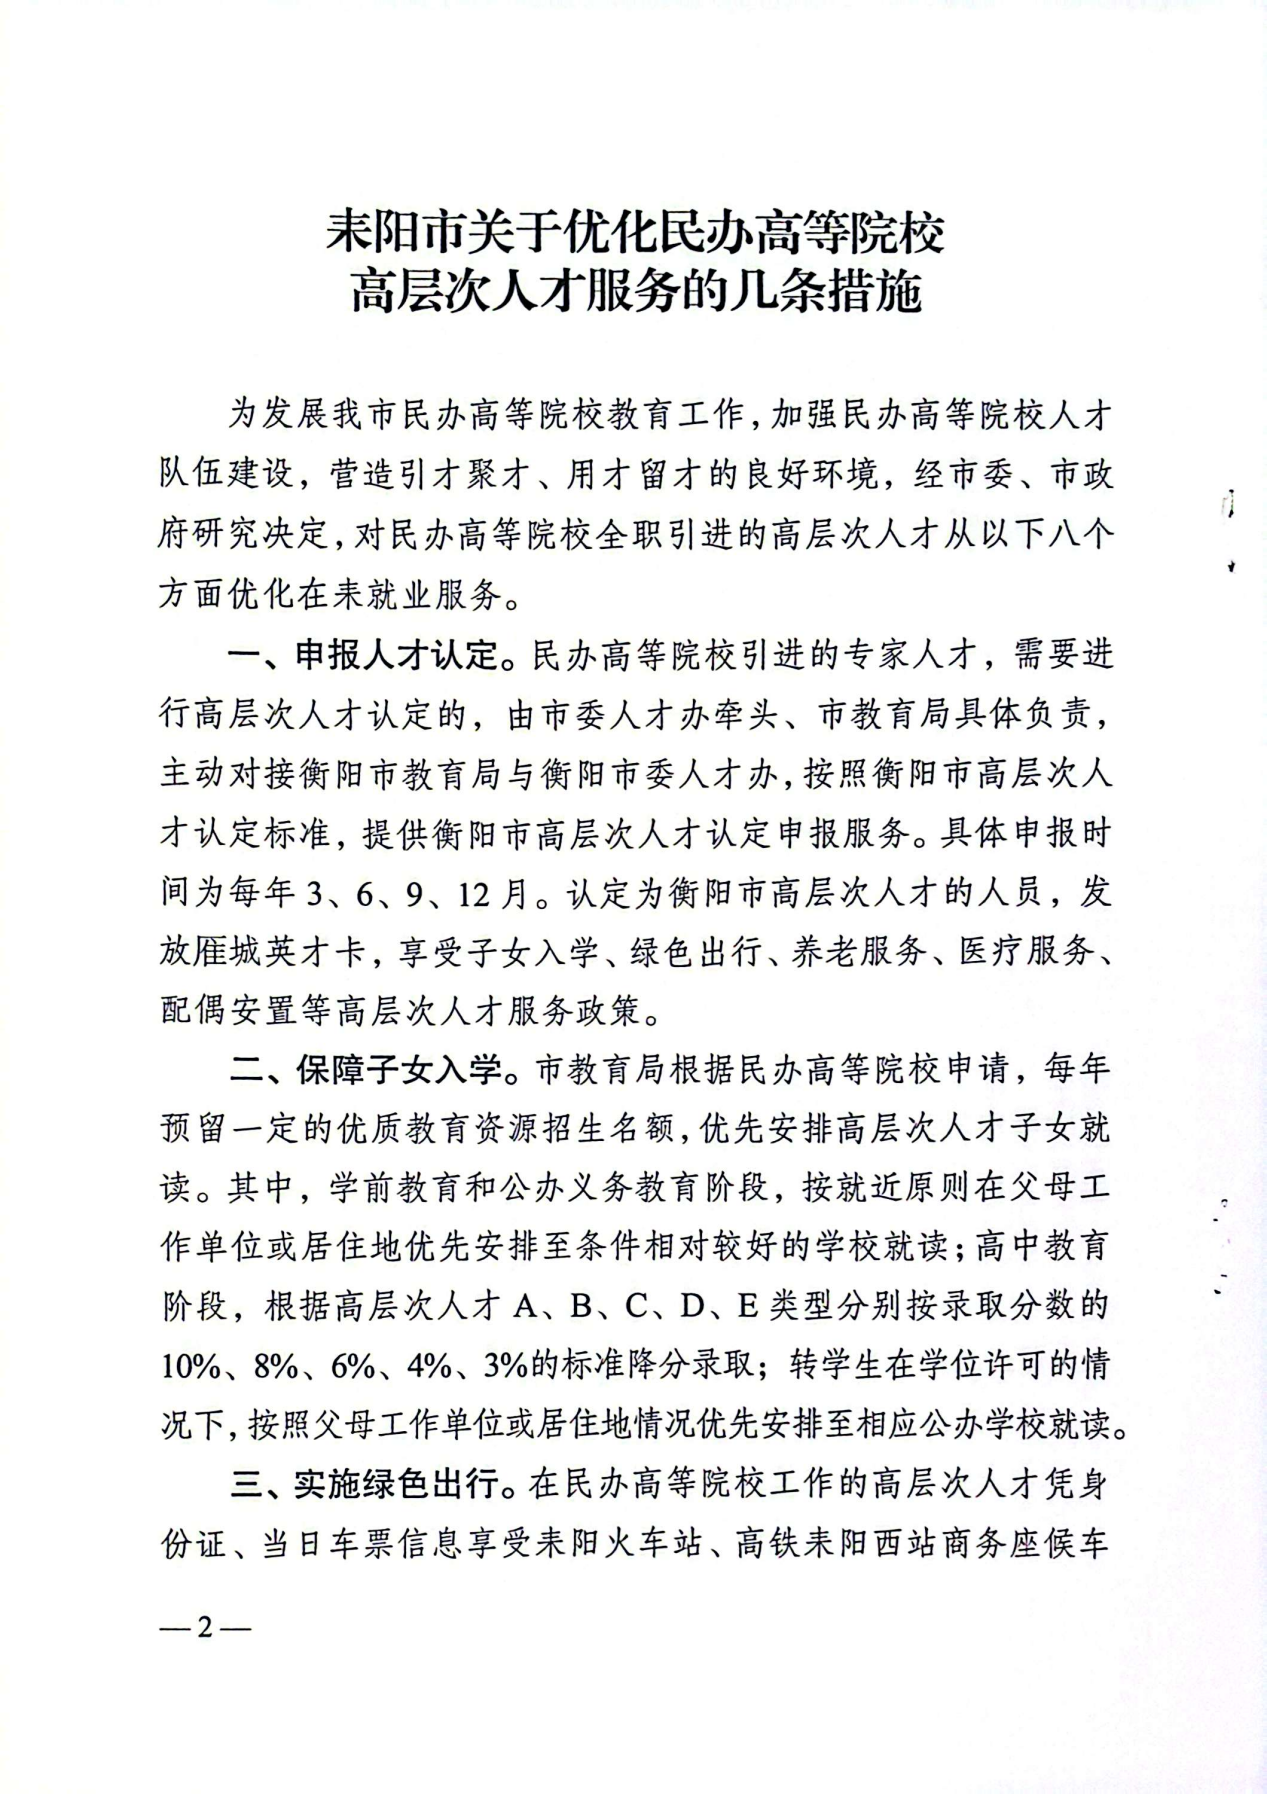 耒阳市关于优化民办高等院校
高层次人才服务的几条措施
为发展我市民办高等院校教育工作，加强民办高等院校人才
队伍建设，营造引才聚才、用才留才的良好环境，经市委、市政
府研究决定，对民办高等院校全职引进的高层次人才从以下八个
方面优化在耒就业服务。
一、申报人才认定。民办高等院校引进的专家人才，需要进
行高层次人才认定的，由市委人才办牵头、市教育局具体负责，
主动对接衡阳市教育局与衡阳市委人才办，按照衡阳市高层次人
才认定标准，提供衡阳市高层次人才认定申报服务。具体申报时
间为每年 3、6、9、12 月。认定为衡阳市高层次人才的人员，发
放雁城英才卡，享受子女入学、绿色出行、养老服务、医疗服务、
配偶安置等高层次人才服务政策。
二、保障子女入学。市教育局根据民办高等院校申请，每年
预留一定的优质教育资源招生名额，优先安排高层次人才子女就
读。其中，学前教育和公办义务教育阶段，按就近原则在父母工
作单位或居住地优先安排至条件相对较好的学校就读；高中教育
阶段，根据高层次人才 A、B、C、D、E 类型分别按录取分数的
10%、8%、6%、4%、3%的标准降分录取；转学生在学位许可的情
况下，按照父母工作单位或居住地情况优先安排至相应公办学校就读。
三、实施绿色出行。在民办高等院校工作的高层次人才凭身
份证、当日车票信息享受耒阳火车站、高铁耒阳西站商务座候车
— 2 —